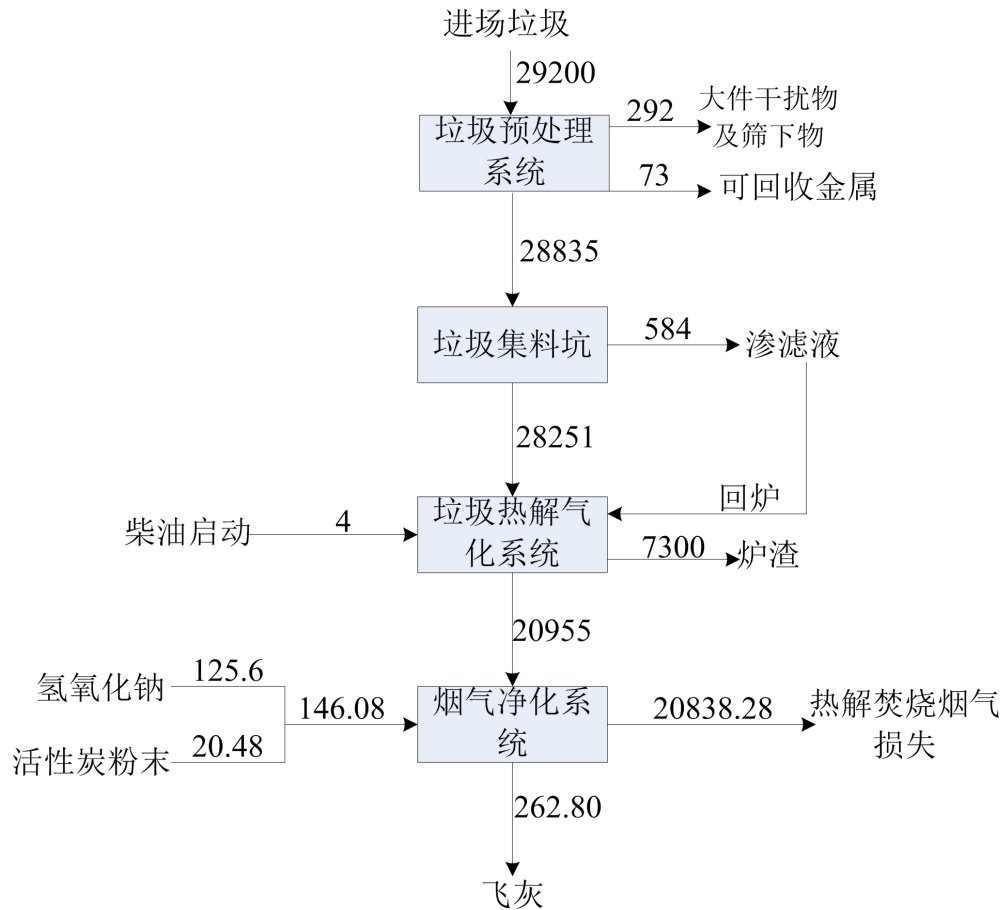 进场垃圾
29200
292
大件干扰物
及筛下物
垃圾预处理
系统
73
可回收金属
28835
垃圾集料坑
584
渗滤液
28251
回炉
垃圾热解气
化系统
柴油启动
4
7300
炉渣
20955
氢氧化钠
125.6
146.08
活性炭粉末
20.48
烟气净化系
统
20838.28
热解焚烧烟气
损失
262.80
飞灰